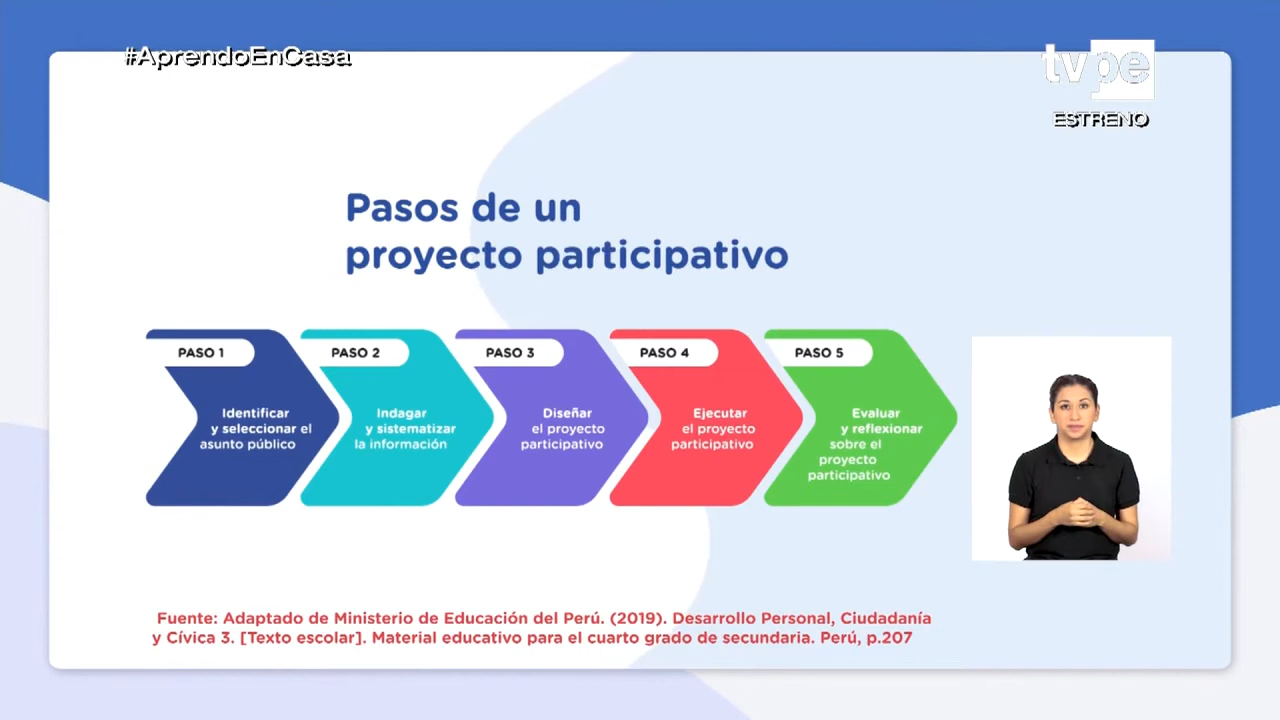 #AprendoEnCasa
tvpe
ESTRENO
Pasos de un
proyecto participativo
PASO 1
Identificar
y seleccionar el
asunto público
PASO 2
Indagar
y sistematizar
la información
PASO 3
Diseñar
el proyecto
participativo
PASO 4
Ejecutar
el proyecto
participativo
PASO 5
Evaluar
y reflexionar
sobre el
proyecto
participativo
Fuente: Adaptado de Ministerio de Educación del Perú. (2019). Desarrollo Personal, Ciudadanía
y Cívica 3. [Texto escolar]. Material educativo para el cuarto grado de secundaria. Perú, p.207